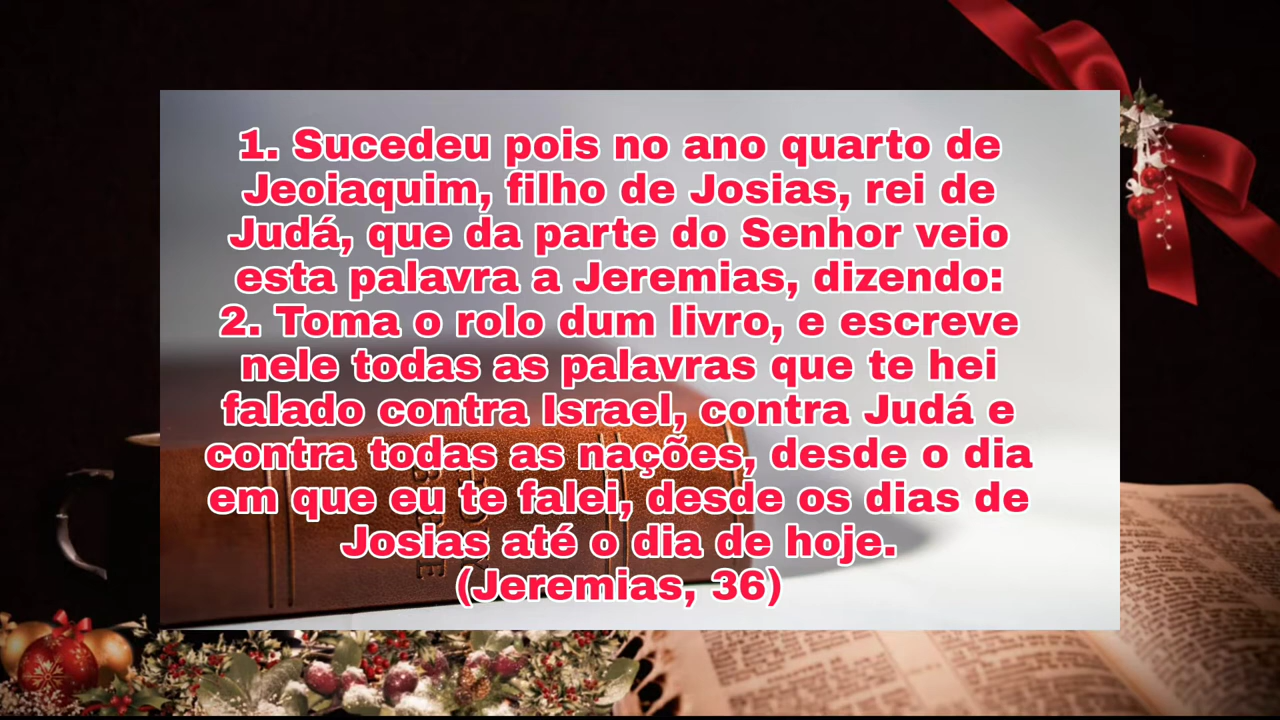 1. Sucedeu pois no ano quarto de
Jeoiaquim, filho de Josias, rei de
Judá, que da parte do Senhor veio
esta palavra a Jeremias, dizendo:
2. Toma o rolo dum livro, e escreve
nele todas as palavras que te hei
falado contra Israel, contra Judá e
contra todas as nações, desde o dia
em que eu te falei, desde os dias de
Josias até o dia de hoje.
(Jeremias, 36)